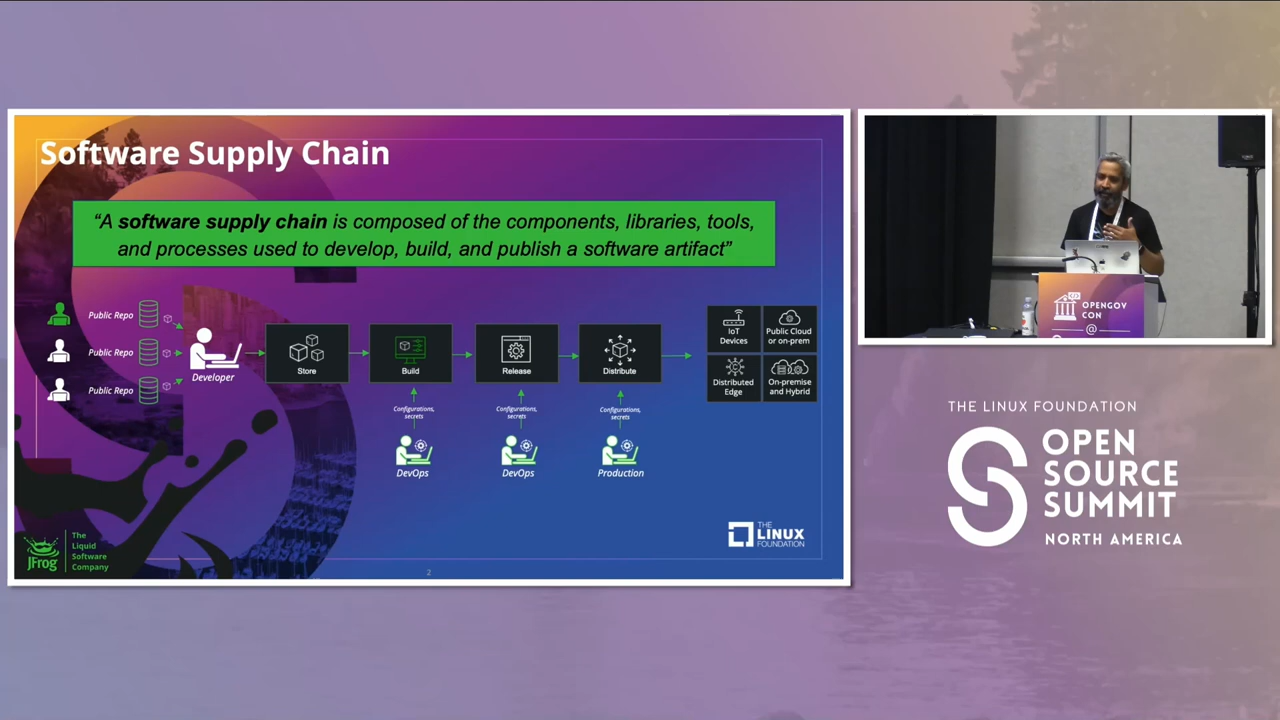 Software Supply Chain
“A software supply chain is composed of the components, libraries, tools,
and processes used to develop, build, and publish a software artifact”
Public Repo
Public Repo
Public Repo
Developer
Store
Build
Release
Distribute
IoT
Devices
Public Cloud
or on-prem
Distributed
Edge
On-premise
and Hybrid
Configurations,
secrets
Configurations,
secrets
Configurations,
secrets
DevOps
DevOps
Production
JFrog
The
Liquid
Software
Company
2
THE
LINUX
FOUNDATION
OPENGOV
CON
@
THE LINUX FOUNDATION
OPEN
SOURCE
SUMMIT
NORTH AMERICA